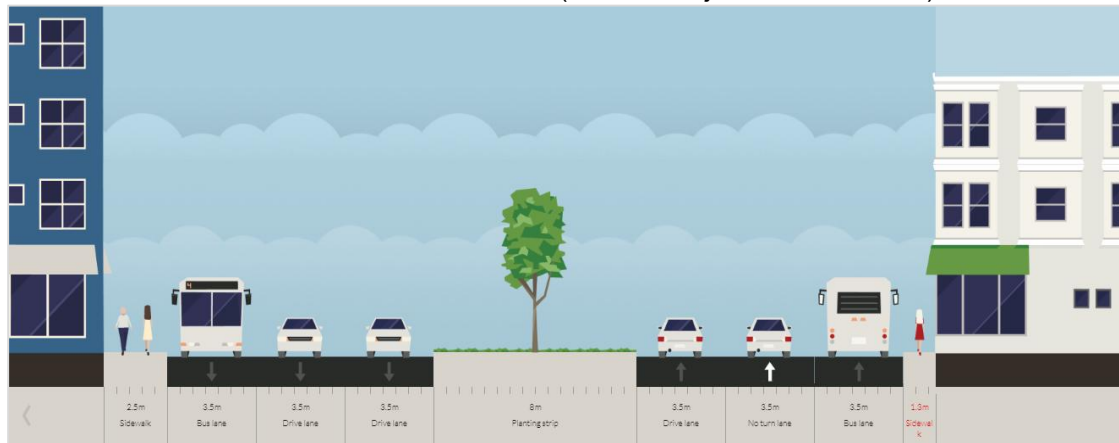 2.5m
Sidewalk
3.5m
Bus lane
3.5m
Drive lane
3.5m
Drive lane
8m
Planting strip
3.5m
Drive lane
3.5m
No turn lane
3.5m
Bus lane
1.3m
Sidewal
k